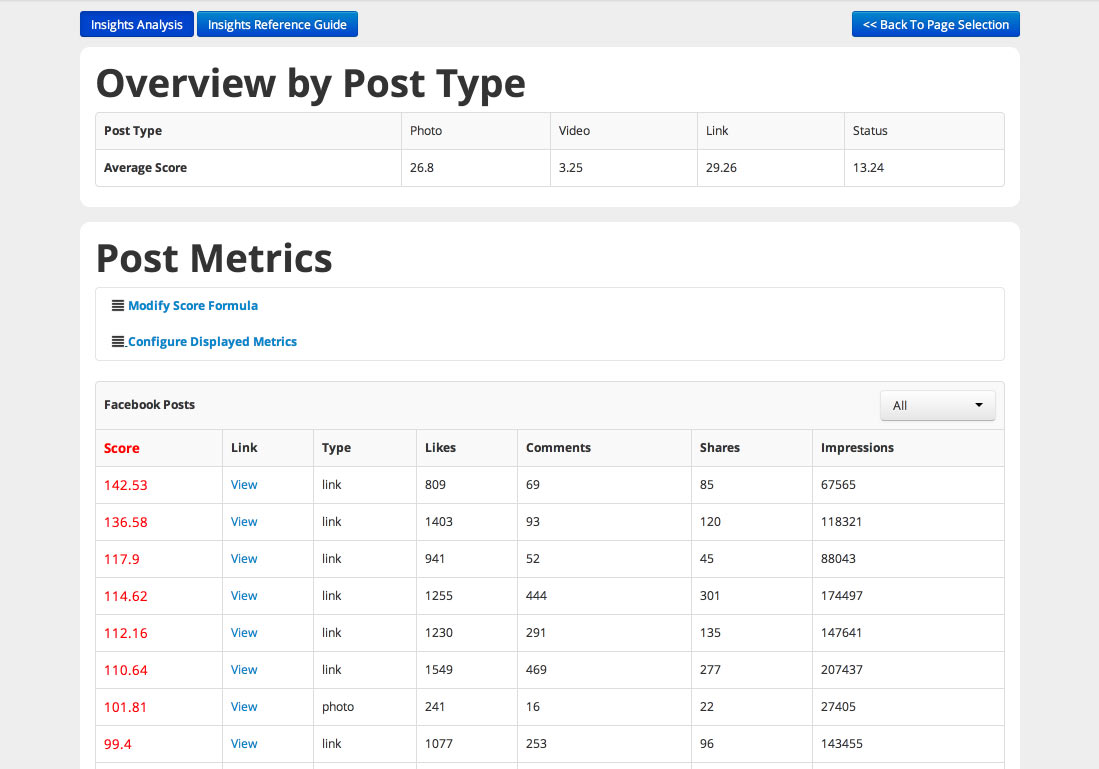 Insights Analysis Insights Reference Guide << Back To Page Selection
Overview by Post Type
Post Type Photo Video Link Status
Average Score 26.8 3.25 29.26 13.24
Post Metrics
Modify Score Formula
Configure Displayed Metrics
Facebook Posts All
Score Link Type Likes Comments Shares Impressions
142.53 View link 809 69 85 67565
136.58 View link 1403 93 120 118321
117.9 View link 941 52 45 88043
114.62 View link 1255 444 301 174497
112.16 View link 1230 291 135 147641
110.64 View link 1549 469 277 207437
101.81 View photo 241 16 22 27405
99.4 View link 1077 253 96 143455